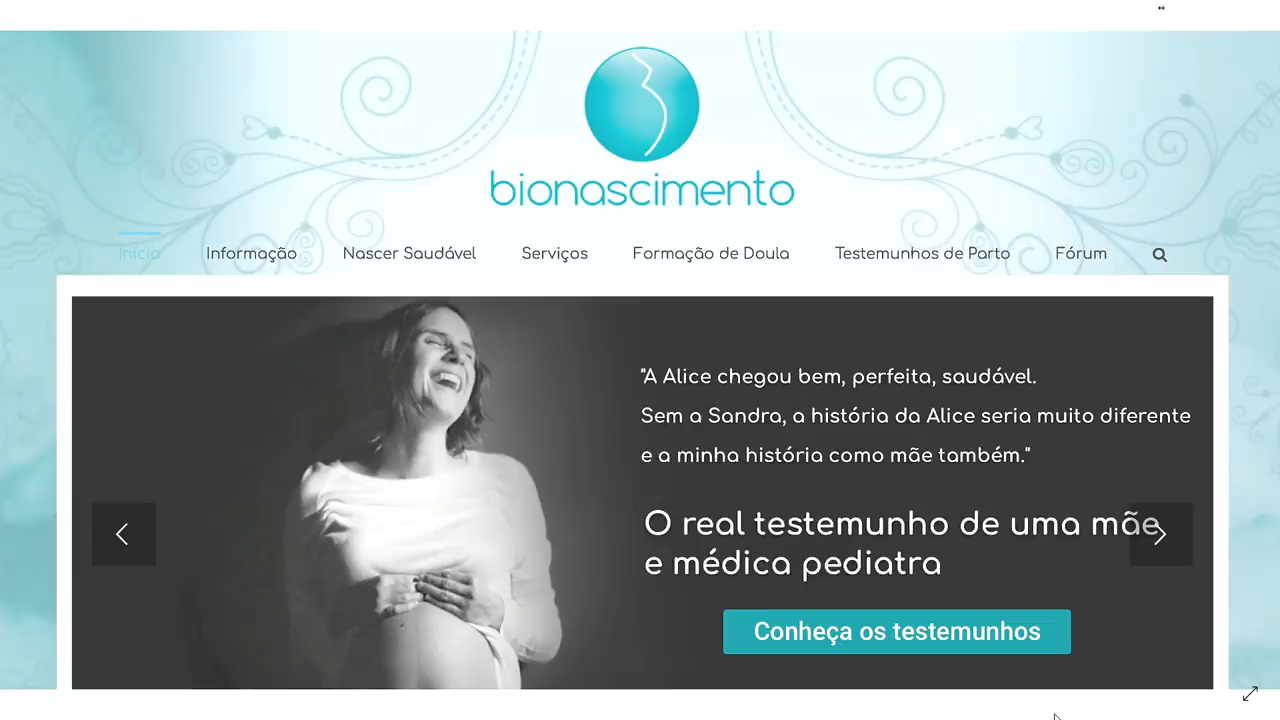 bionascimento
Início
Informação
Nascer Saudável
Serviços
Formação de Doula
Testemunhos de Parto
Fórum
"A Alice chegou bem, perfeita, saudável.
Sem a Sandra, a história da Alice seria muito diferente
e a minha história como mãe também."
O real testemunho de uma mãe
e médica pediatra
Conheça os testemunhos